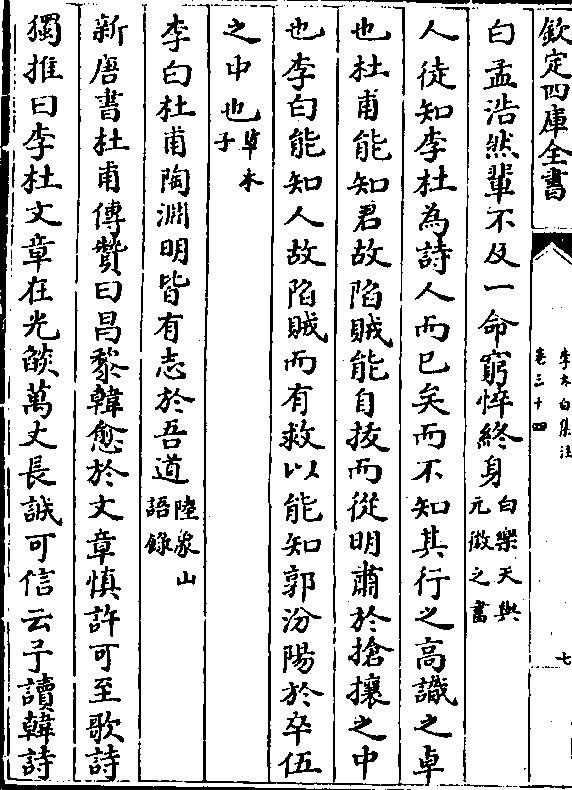 欽定四庫全書
李太白集注
卷三十四
七
白孟浩然輩不及一命窮悴終身白樂天與元微之書
人徒知李杜為詩人而已矣而不知其行之高識之卓
也杜甫能知君故陷賊能自拔而從明肅於搶攘之中
也李白能知人故陷賊而有救以能知郭汾陽於卒伍
之中也草木子
李白杜甫陶淵明皆有志於吾道陸象山語錄
新唐書杜甫傳贊曰昌黎韓愈於文章慎許可至歌詩
獨推曰李杜文章在光燄萬丈長誠可信云予讀韓詩